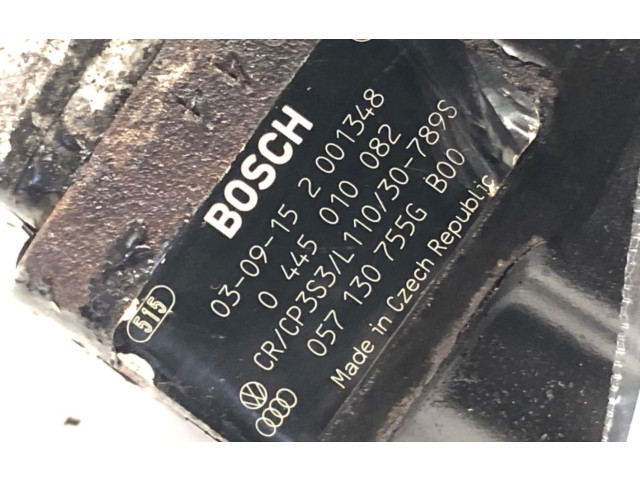 BOSCH
515
03-09-15 2 001348
0 445 010 082
CR/CP3S3/L110/30-789S
057 130 755G B00
Made in Czech Republic